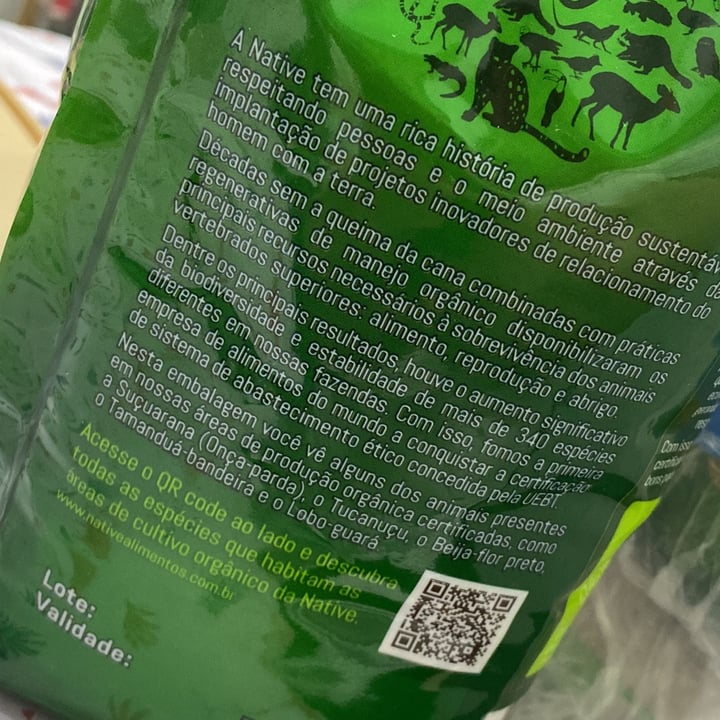 A Native tem uma rica história de produção
respeitando pessoas e o meio ambiente através
implantação de projetos inovadores de relacionamento do
homem com a terra.
Décadas sem a queima da cana combinadas com práticas
regenerativas de manejo orgânico disponibilizaram os
principais recursos necessários à sobrevivência dos animais
vertebrados superiores: alimento, reprodução e abrigo.
Dentre os principais resultados, houve o aumento significativo
da biodiversidade e estabilidade de mais de 340 espécies
diferentes em nossas fazendas. Com isso, fomos a primeira
empresa de alimentos do mundo a conquistar a certificação
de sistema de abastecimento ético concedida pela UEBT.
Nesta embalagem você vê alguns dos animais presentes
em nossas áreas de produção orgânica certificadas, como
a Suçuarana (Onça-parda), o Tucanuçu, o Beija-flor preto,
o Tamanduá-bandeira e o Lobo-guará.
Acesse o QR code ao lado e descubra
todas as espécies que habitam as
áreas de cultivo orgânico da Native.
www.nativealimentos.com.br
Lote:
Validade:
Com isso